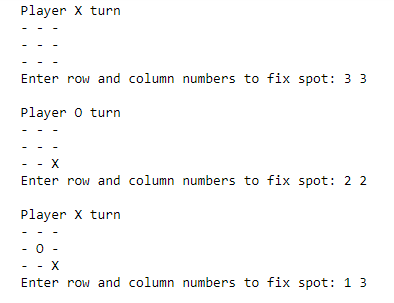 Player X turn
- - -
- - -
- - -
Enter row and column numbers to fix spot: 3 3
Player O turn
- - -
- - -
- - X
Enter row and column numbers to fix spot: 2 2
Player X turn
- - -
- O -
- - X
Enter row and column numbers to fix spot: 1 3